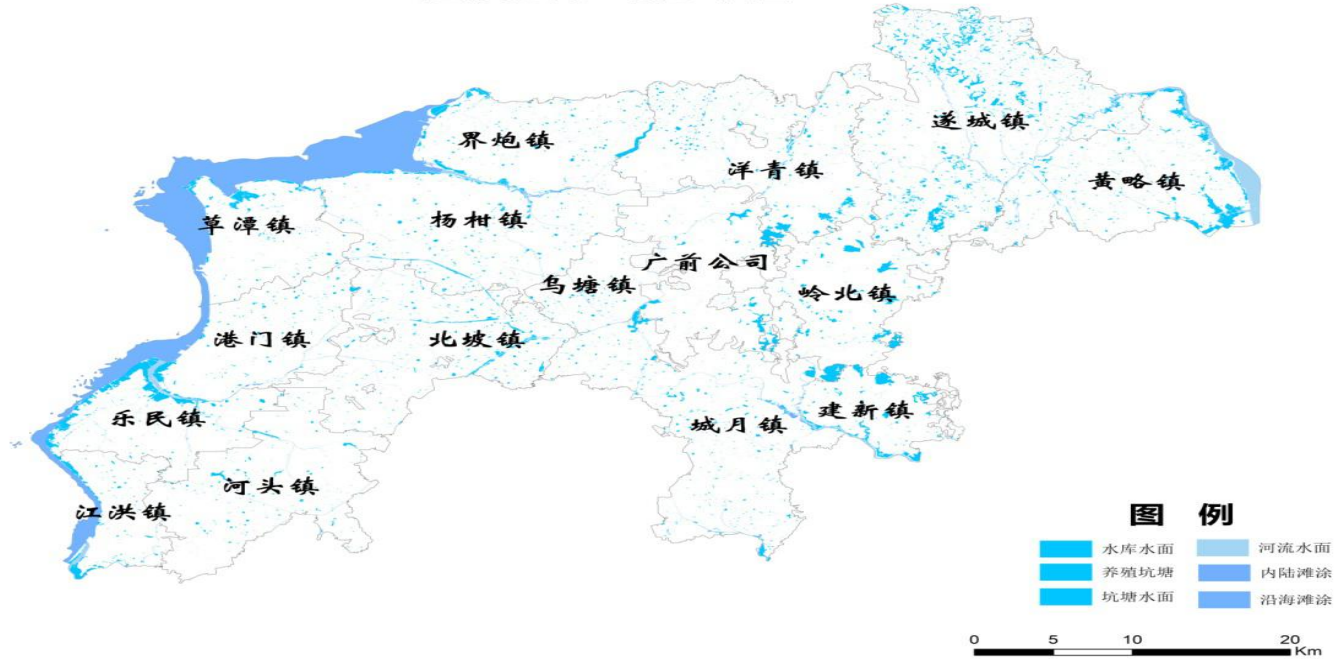 遂城镇
界炮镇
洋青镇
黄略镇
草潭镇
杨柑镇
乌塘镇
广前公司
岭北镇
港门镇
北坡镇
乐民镇
城月镇
建新镇
河头镇
江洪镇
图 例
水库水面 河流水面
养殖坑塘 内陆滩涂
坑塘水面 沿海滩涂
0 5 10 20
Km